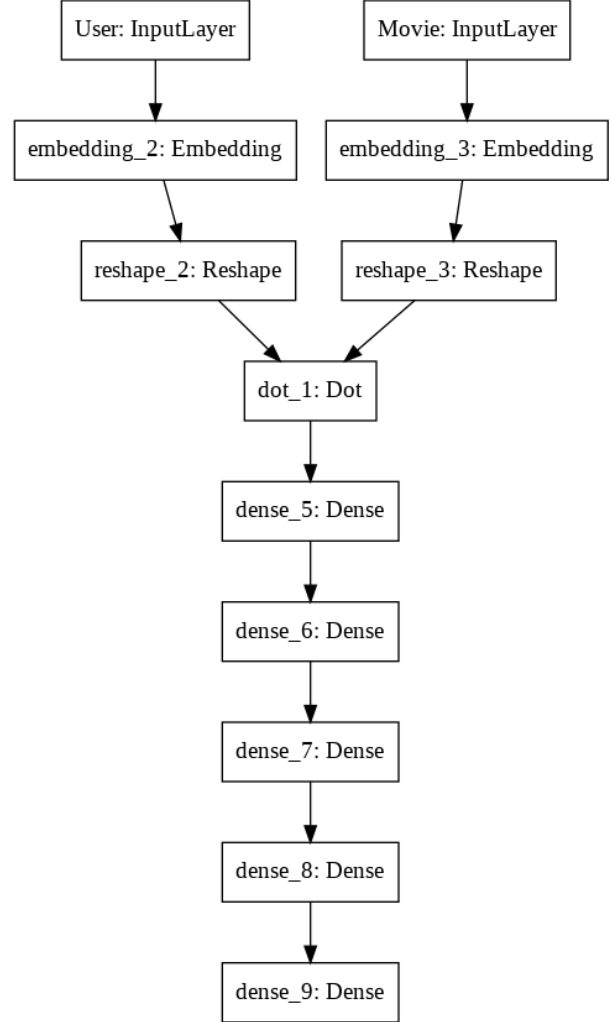 User: InputLayer
Movie: InputLayer
embedding_2: Embedding
embedding_3: Embedding
reshape_2: Reshape
reshape_3: Reshape
dot_1: Dot
dense_5: Dense
dense_6: Dense
dense_7: Dense
dense_8: Dense
dense_9: Dense